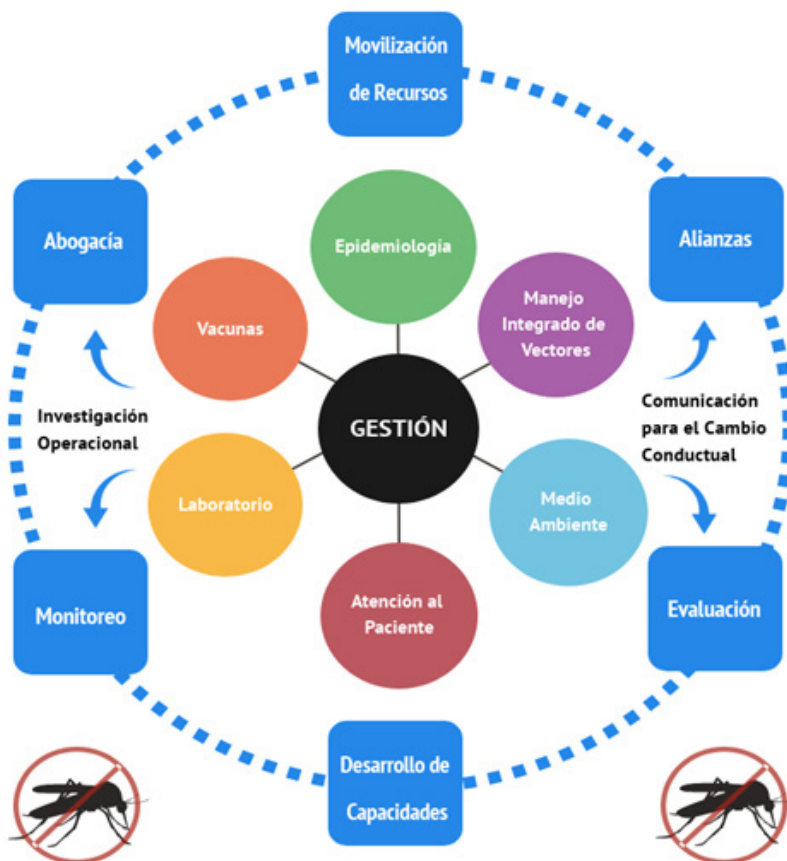 Movilización
de Recursos
Abogacía
Alianzas
Epidemiología
Vacunas
Manejo
Integrado de
Vectores
GESTIÓN
Investigación
Operacional
Comunicación
para el Cambio
Conductual
Laboratorio
Medio
Ambiente
Monitoreo
Atención al
Paciente
Evaluación
Desarrollo de
Capacidades